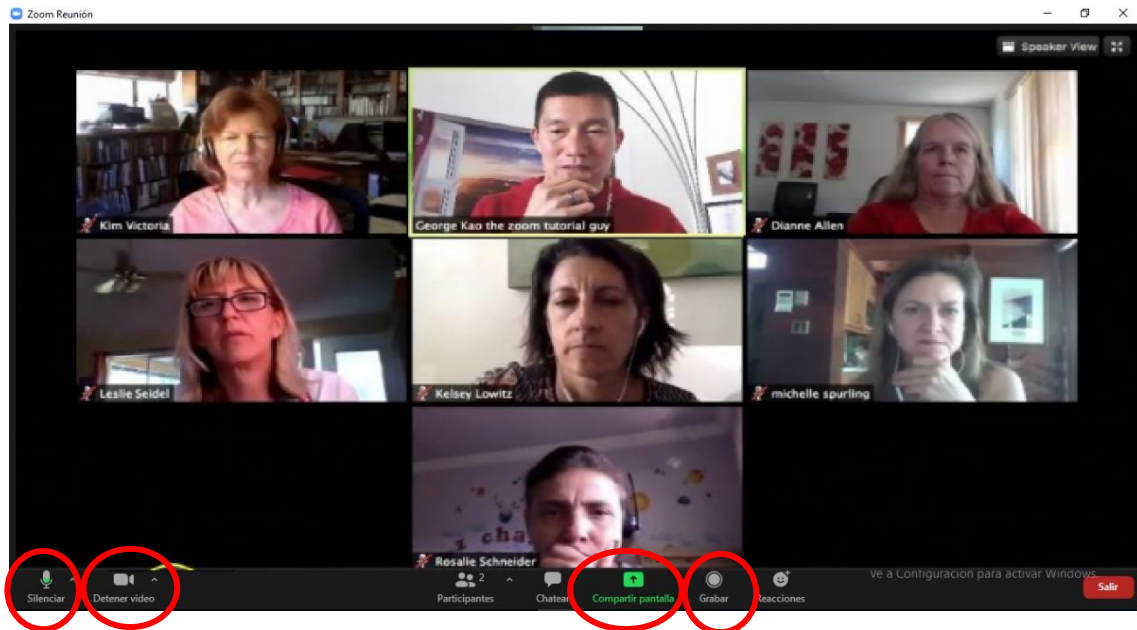 Zoom Reunión
Speaker View
Kim Victoria
George Kao the zoom tutorial guy
Dianne Allen
Leslie Seidel
Kelsey Lowitz
michelle spurling
z cha
Rosalie Schneider
2
Ve a Configuración para activar Windows.
Silenciar
Detener video
Participantes
Chatear
Compartir pantalla
Grabar
Reacciones
Salir